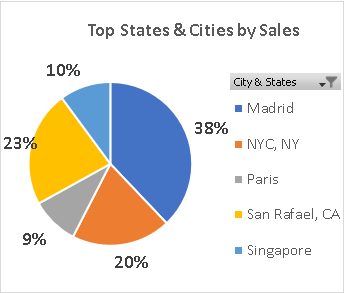 Top States & Cities by Sales
10%
City & States
38%
Madrid
NYC, NY
23%
Paris
San Rafael, CA
9%
Singapore
20%